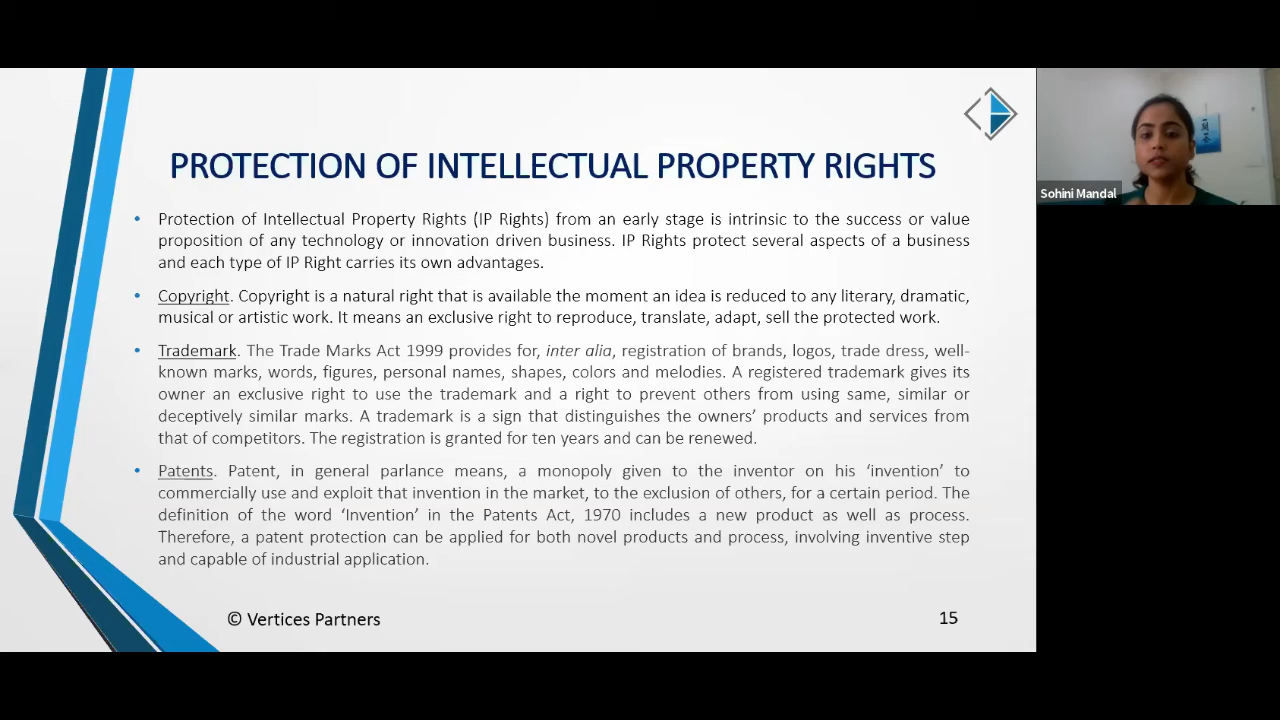 PROTECTION OF INTELLECTUAL PROPERTY RIGHTS
• Protection of Intellectual Property Rights (IP Rights) from an early stage is intrinsic to the success or value
proposition of any technology or innovation driven business. IP Rights protect several aspects of a business
and each type of IP Right carries its own advantages.
• Copyright. Copyright is a natural right that is available the moment an idea is reduced to any literary, dramatic,
musical or artistic work. It means an exclusive right to reproduce, translate, adapt, sell the protected work.
• Trademark. The Trade Marks Act 1999 provides for, inter alia, registration of brands, logos, trade dress, well-
known marks, words, figures, personal names, shapes, colors and melodies. A registered trademark gives its
owner an exclusive right to use the trademark and a right to prevent others from using same, similar or
deceptively similar marks. A trademark is a sign that distinguishes the owners’ products and services from
that of competitors. The registration is granted for ten years and can be renewed.
• Patents. Patent, in general parlance means, a monopoly given to the inventor on his ‘invention’ to
commercially use and exploit that invention in the market, to the exclusion of others, for a certain period. The
definition of the word ‘Invention’ in the Patents Act, 1970 includes a new product as well as process.
Therefore, a patent protection can be applied for both novel products and process, involving inventive step
and capable of industrial application.
© Vertices Partners
15
Sohini Mandal